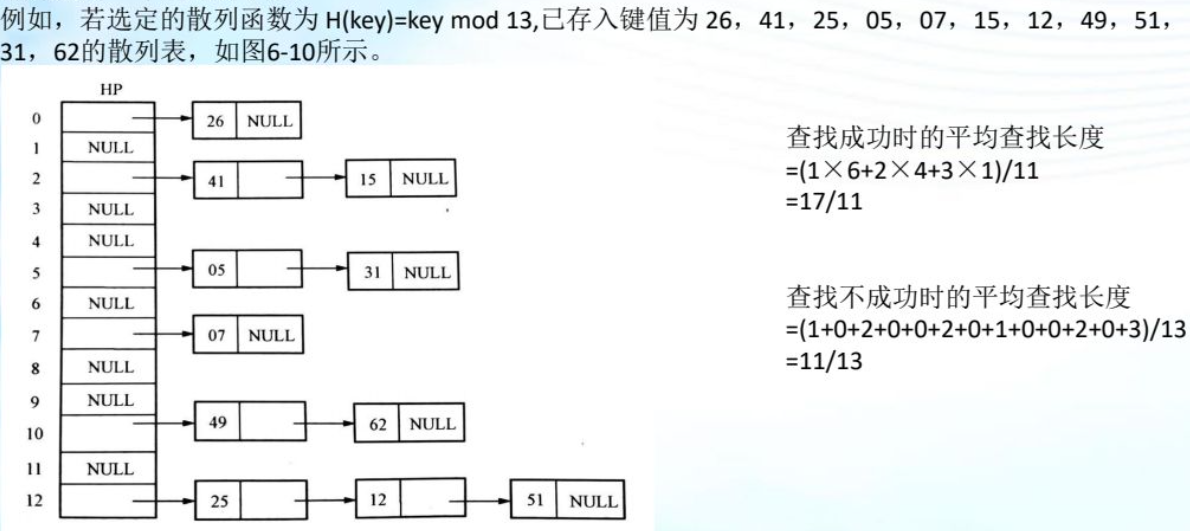 例如，若选定的散列函数为 H(key)=key mod 13,已存入键值为 26，41，25，05，07，15，12，49，51，
31，62的散列表，如图6-10所示。
HP
0 26 NULL
1 NULL
2 41 15 NULL
3 NULL
4 NULL
5 05 31 NULL
6 NULL
7 07 NULL
8 NULL
9 NULL
10 49 62 NULL
11 NULL
12 25 12 51 NULL
查找成功时的平均查找长度
=(1×6+2×4+3×1)/11
=17/11
查找不成功时的平均查找长度
=(1+0+2+0+0+2+0+1+0+0+2+0+3)/13
=11/13